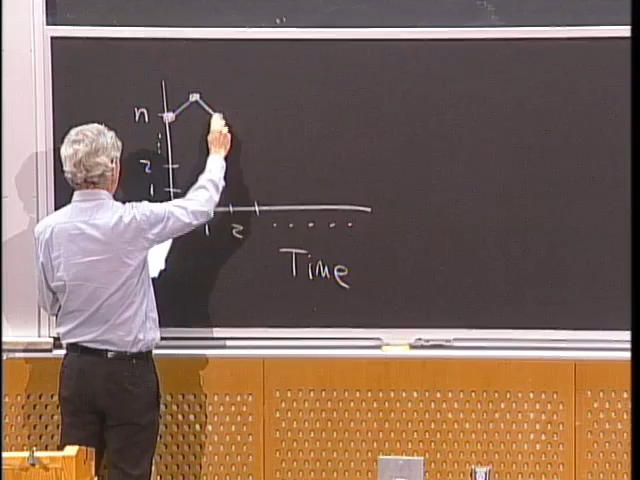 n
2
1
1 2 . . . . .
Time